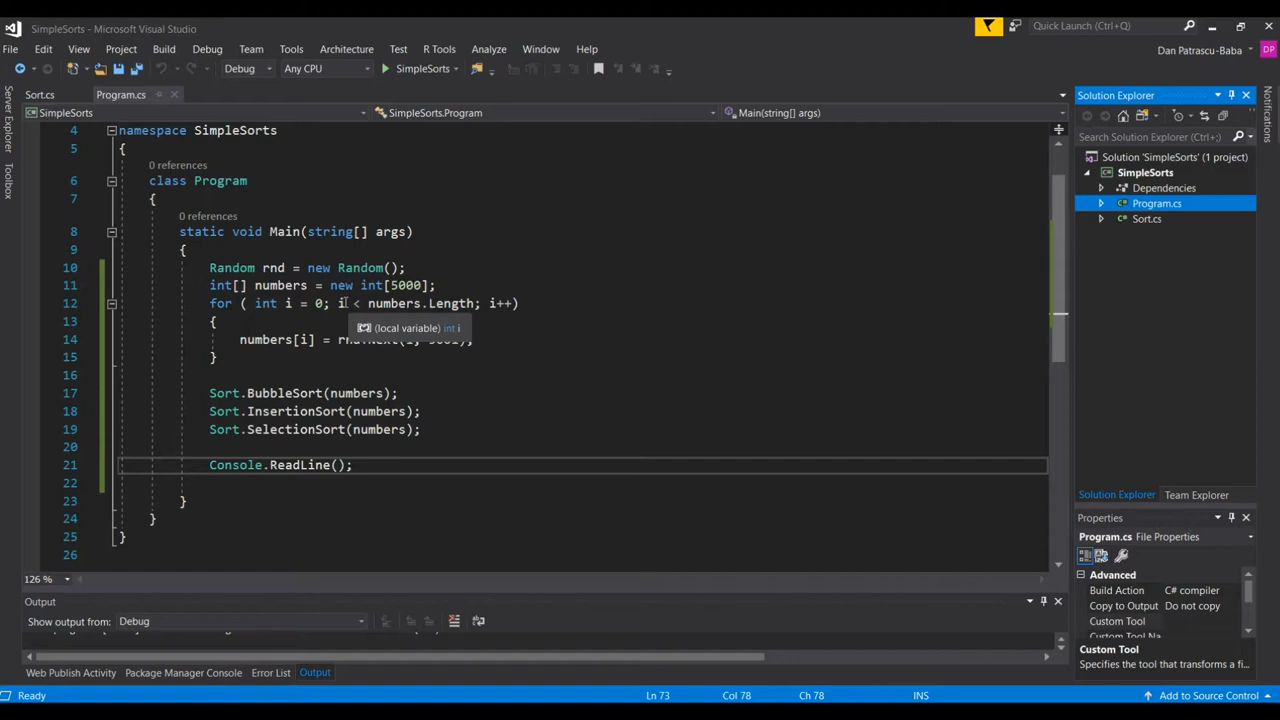 SimpleSorts - Microsoft Visual Studio
Quick Launch (Ctrl+;)
File Edit View Project Build Debug Team Tools Architecture Test R Tools Analyze Window Help
Dan Patrascu-Baba DP
Debug Any CPU SimpleSorts
Server Explorer
Toolbox
Notifications
Sort.cs Program.cs
SimpleSorts SimpleSorts.Program Main(string[] args)
4 namespace SimpleSorts
5 {
0 references
6 class Program
7 {
0 references
8 static void Main(string[] args)
9 {
10 Random rnd = new Random();
11 int[] numbers = new int[5000];
12 for ( int i = 0; i < numbers.Length; i++)
13 {
(local variable) int i
14 numbers[i] =
15 }
16
17 Sort.BubbleSort(numbers);
18 Sort.InsertionSort(numbers);
19 Sort.SelectionSort(numbers);
20
21 Console.ReadLine();
22
23 }
24 }
25 }
26
126 %
Output
Show output from: Debug
Web Publish Activity Package Manager Console Error List Output
Solution Explorer
Search Solution Explorer (Ctrl+;)
Solution 'SimpleSorts' (1 project)
SimpleSorts
Dependencies
Program.cs
Sort.cs
Solution Explorer Team Explorer
Properties
Program.cs File Properties
Advanced
Build Action C# compiler
Copy to Output Do not copy
Custom Tool
Custom Tool
Custom Tool
Specifies the tool that transforms a fi...
Ready Ln 73 Col 78 Ch 78 INS Add to Source Control